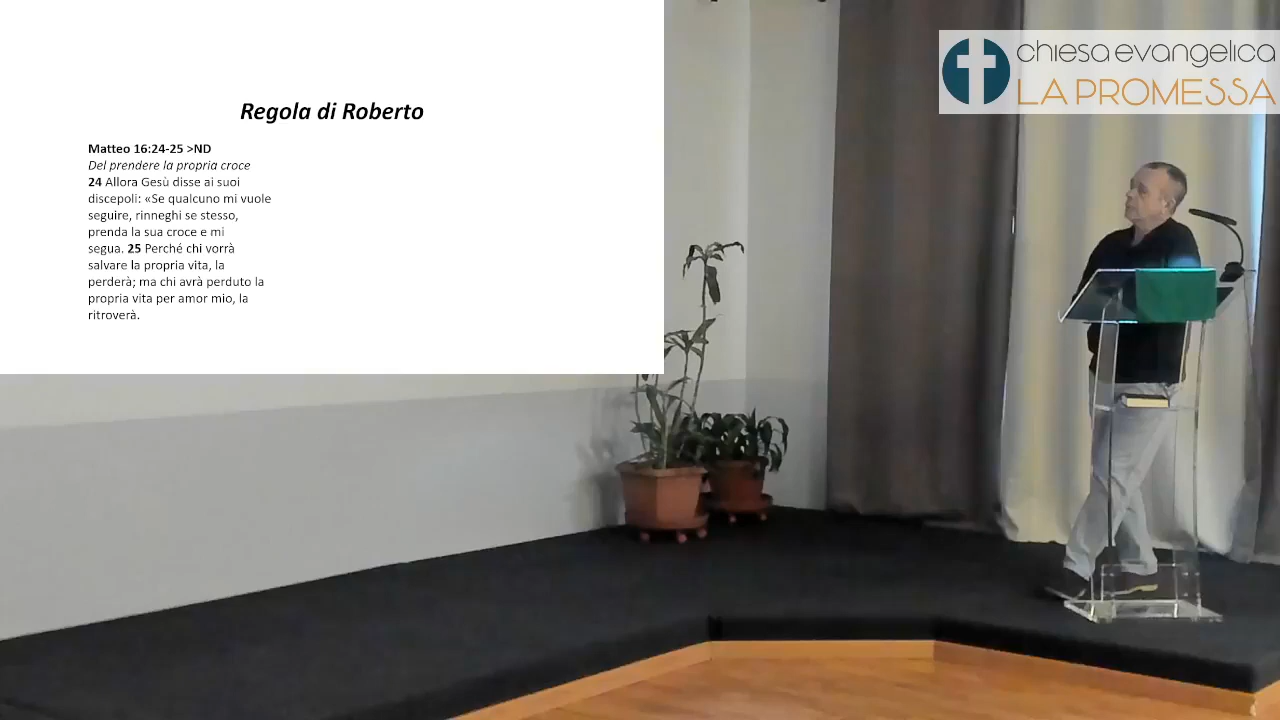 chiesa evangelica
LA PROMESSA
Regola di Roberto
Matteo 16:24-25 >ND
Del prendere la propria croce
24 Allora Gesù disse ai suoi
discepoli: «Se qualcuno mi vuole
seguire, rinneghi se stesso,
prenda la sua croce e mi
segua. 25 Perché chi vorrà
salvare la propria vita, la
perderà; ma chi avrà perduto la
propria vita per amor mio, la
ritroverà.